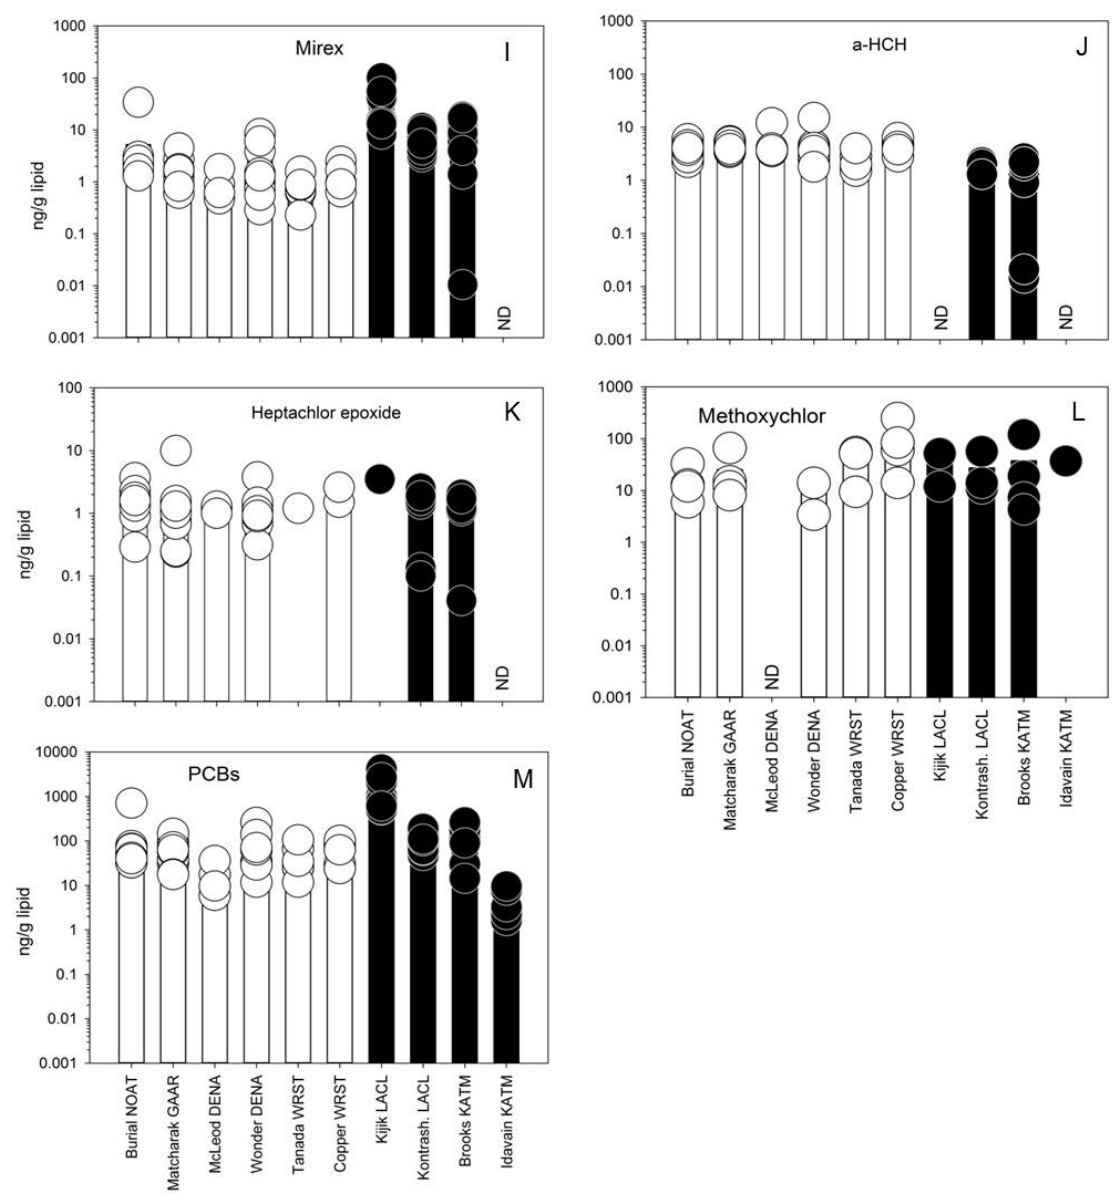 Mirex
I
1000
100
10
1
0.1
0.01
0.001
ng/g lipid
ND
a-HCH
J
1000
100
10
1
0.1
0.01
0.001
ND
ND
Heptachlor epoxide
K
100
10
1
0.1
0.01
0.001
ng/g lipid
ND
Methoxychlor
L
1000
100
10
1
0.1
0.01
0.001
ND
Burial NOAT
Matcharak GAAR
McLeod DENA
Wonder DENA
Tanada WRST
Copper WRST
Kijik LACL
Kontrash. LACL
Brooks KATM
Idavain KATM
PCBs
M
10000
1000
100
10
1
0.1
0.01
0.001
ng/g lipid
Burial NOAT
Matcharak GAAR
McLeod DENA
Wonder DENA
Tanada WRST
Copper WRST
Kijik LACL
Kontrash. LACL
Brooks KATM
Idavain KATM